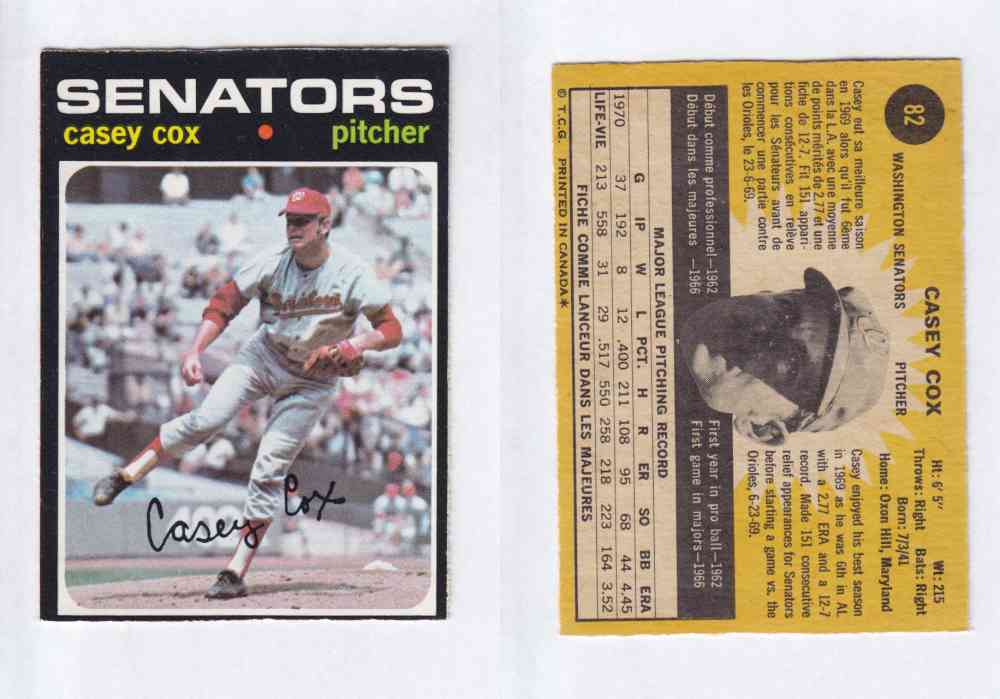 SENATORS
casey cox • pitcher
Senators
Casey Cox
82
CASEY COX
WASHINGTON SENATORS PITCHER
Ht: 6'5" Wt: 215
Throws: Right Bats: Right
Born: 7/3/41
Home: Oxon Hill, Maryland
Casey eut sa meilleure saison
en 1969 alors qu'il fut 6ème
dans la L.A. avec une moyenne
de points mérités de 2.77 et une
fiche de 12-7. Fit 151 appari-
tions consécutives en relève
pour les Sénateurs avant de
commencer une partie contre
les Orioles, le 23-6-69.
Casey enjoyed his best season
in 1969 as he was 6th in AL
with a 2.77 ERA and a 12-7
record. Made 151 consecutive
relief appearances for Senators
before starting a game vs. the
Orioles, 6-23-69.
Début comme professionnel—1962
Début dans les majeures —1966
First year in pro ball—1962
First game in majors—1966
MAJOR LEAGUE PITCHING RECORD
G IP W L PCT. H R ER SO BB ERA
1970 37 192 8 12 .400 211 108 95 68 44 4.45
LIFE-VIE 213 558 31 29 .517 550 258 218 223 164 3.52
FICHE COMME LANCEUR DANS LES MAJEURES
© T.C.G. PRINTED IN CANADA*